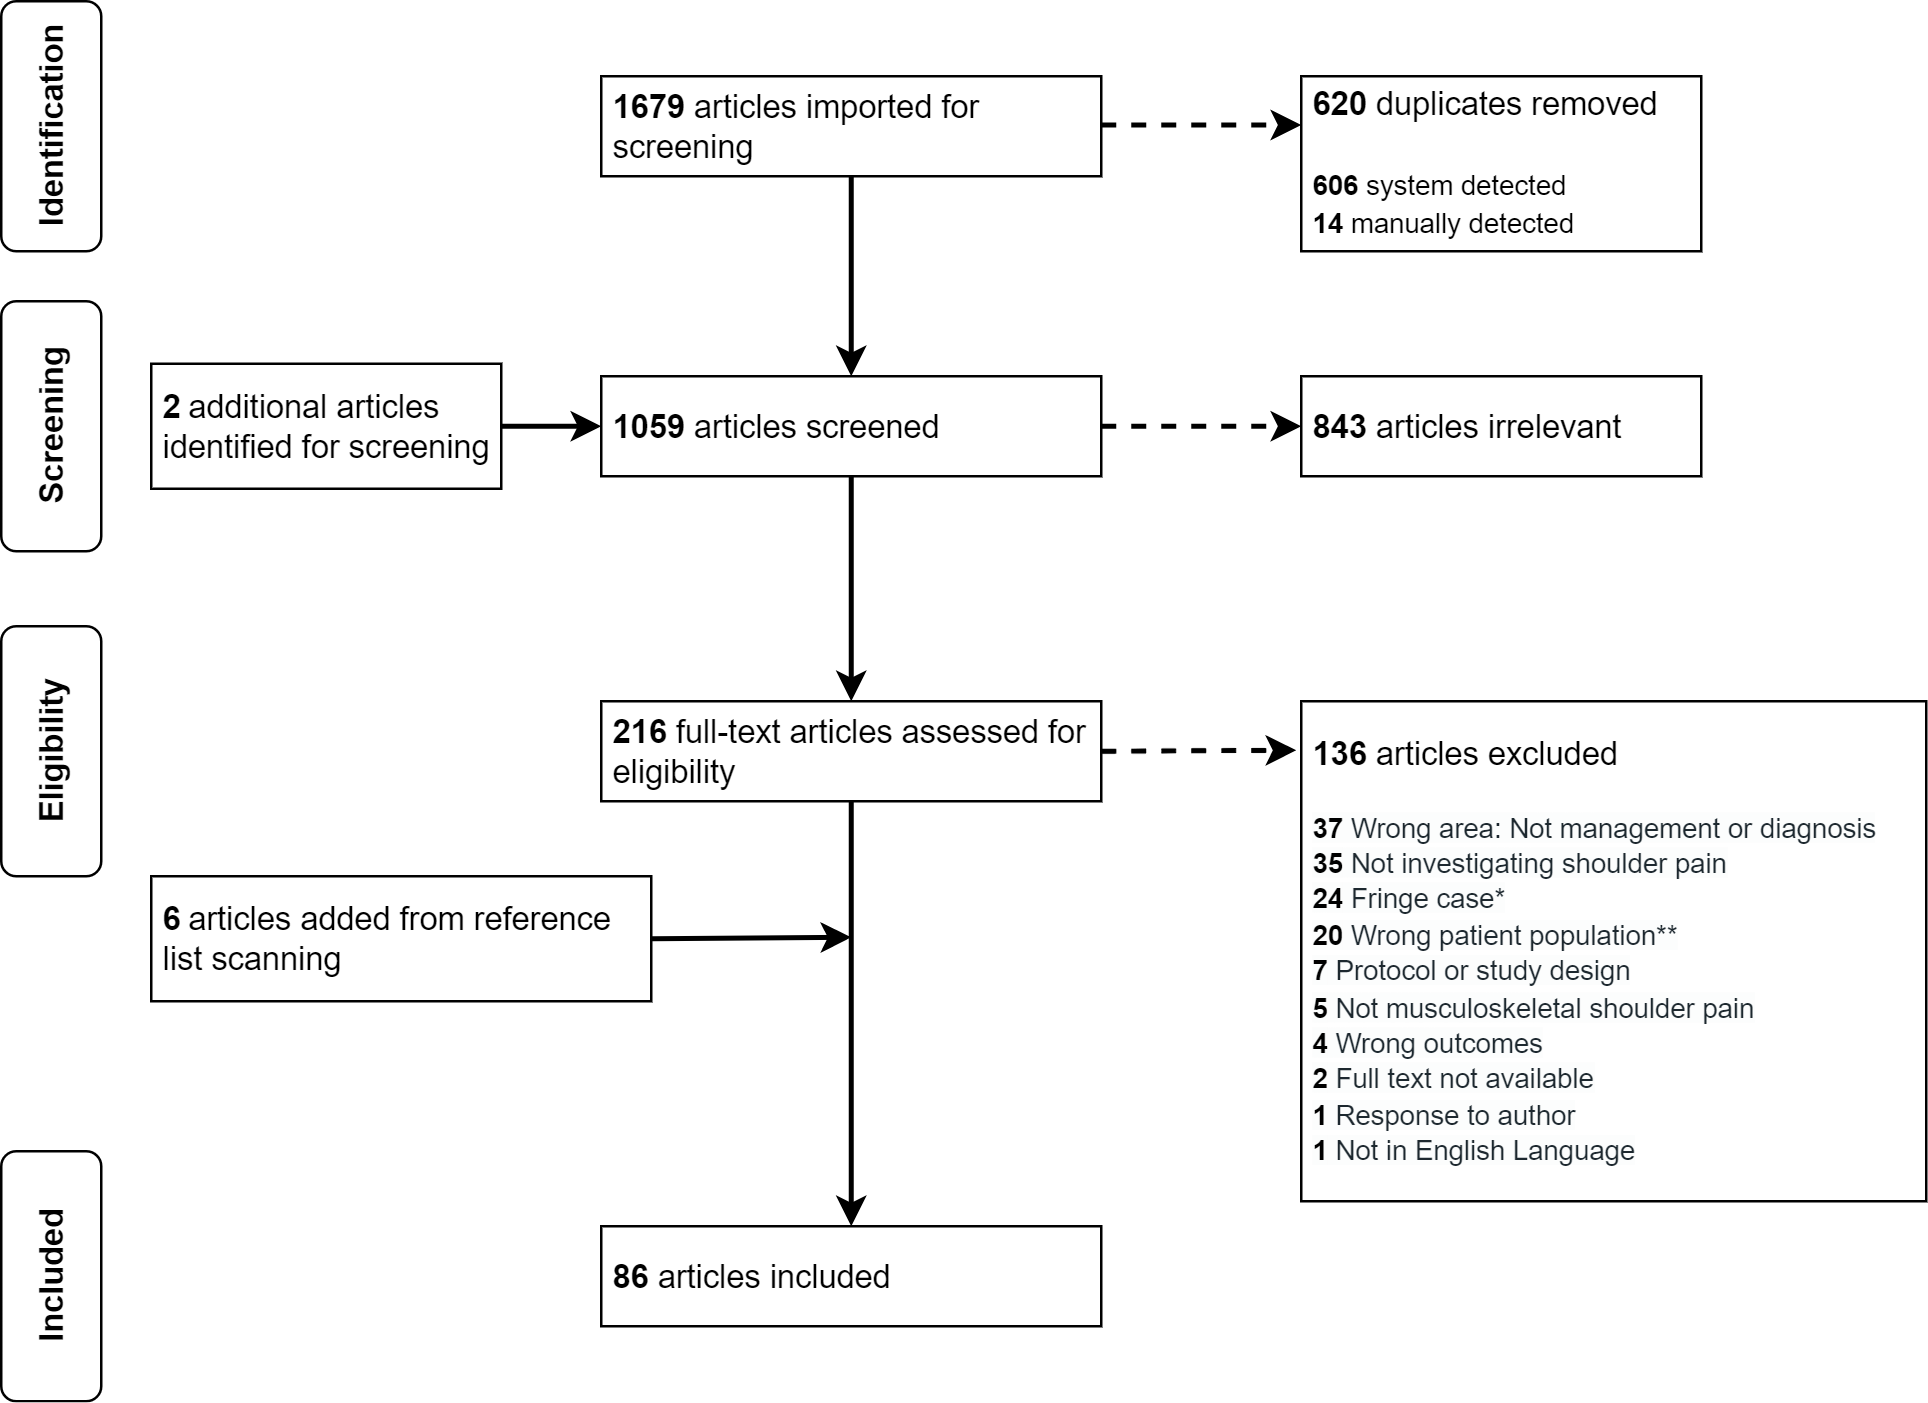 Identification
1679 articles imported for
screening
620 duplicates removed
606 system detected
14 manually detected
Screening
2 additional articles
identified for screening
1059 articles screened
843 articles irrelevant
Eligibility
216 full-text articles assessed for
eligibility
136 articles excluded
37 Wrong area: Not management or diagnosis
35 Not investigating shoulder pain
24 Fringe case*
20 Wrong patient population**
7 Protocol or study design
5 Not musculoskeletal shoulder pain
4 Wrong outcomes
2 Full text not available
1 Response to author
1 Not in English Language
6 articles added from reference
list scanning
Included
86 articles included